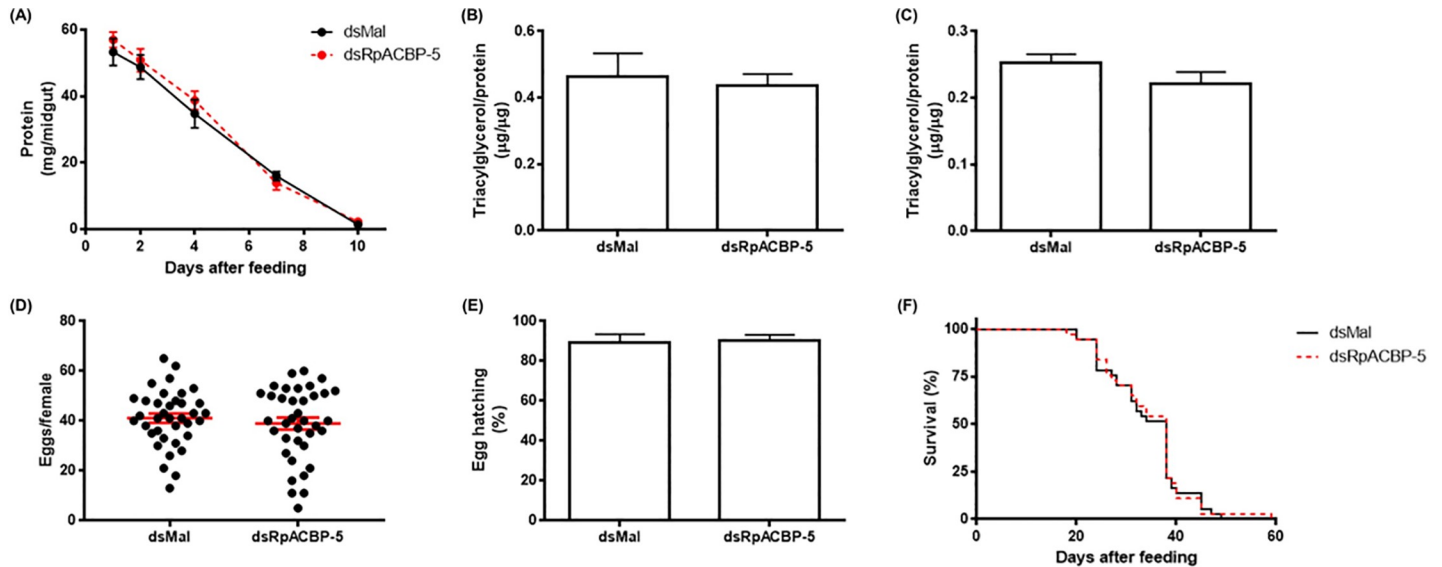 (A)
60
40
20
0
Protein
(mg/midgut)
0 2 4 6 8 10
Days after feeding
dsMal
dsRpACBP-5
(B)
0.6
0.4
0.2
0.0
Triacylglycerol/protein
(µg/µg)
dsMal dsRpACBP-5
(C)
0.3
0.2
0.1
0.0
Triacylglycerol/protein
(µg/µg)
dsMal dsRpACBP-5
(D)
80
60
40
20
0
Eggs/female
dsMal dsRpACBP-5
(E)
100
80
60
40
20
0
Egg hatching
(%)
dsMal dsRpACBP-5
(F)
100
75
50
25
0
Survival (%)
0 20 40 60
Days after feeding
dsMal
dsRpACBP-5